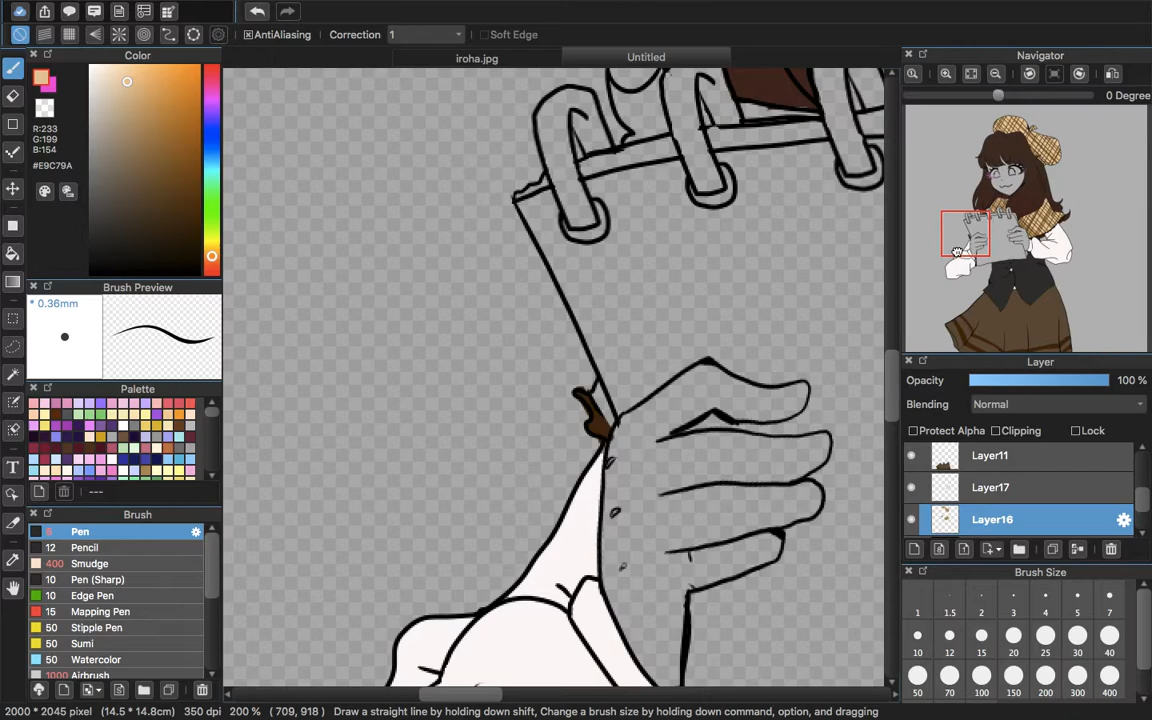 AntiAliasing Correction 1 Soft Edge
Color
iroha.jpg Untitled
Navigator
0 Degree
R:233
G:199
B:154
#E9C79A
Brush Preview
* 0.36mm
Palette
---
Brush
6 Pen
12 Pencil
400 Smudge
10 Pen (Sharp)
10 Edge Pen
15 Mapping Pen
50 Stipple Pen
50 Sumi
50 Watercolor
1000 Airbrush
Layer
Opacity 100 %
Blending Normal
Protect Alpha Clipping Lock
Layer11
Layer17
Layer16
Brush Size
1 1.5 2 3 4 5 7
10 12 15 20 25 30 40
50 70 100 150 200 300 400
2000 * 2045 pixel (14.5 * 14.8cm) 350 dpi 200 % ( 709, 918 ) Draw a straight line by holding down shift, Change a brush size by holding down command, option, and dragging